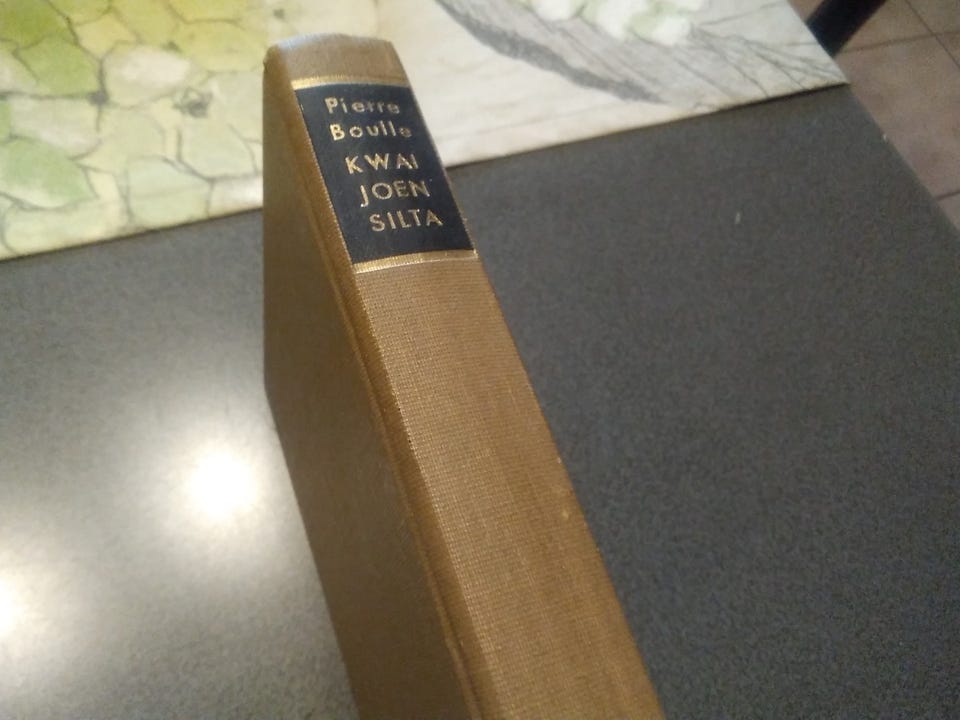 Pierre
Boulle
KWAI
JOEN
SILTA